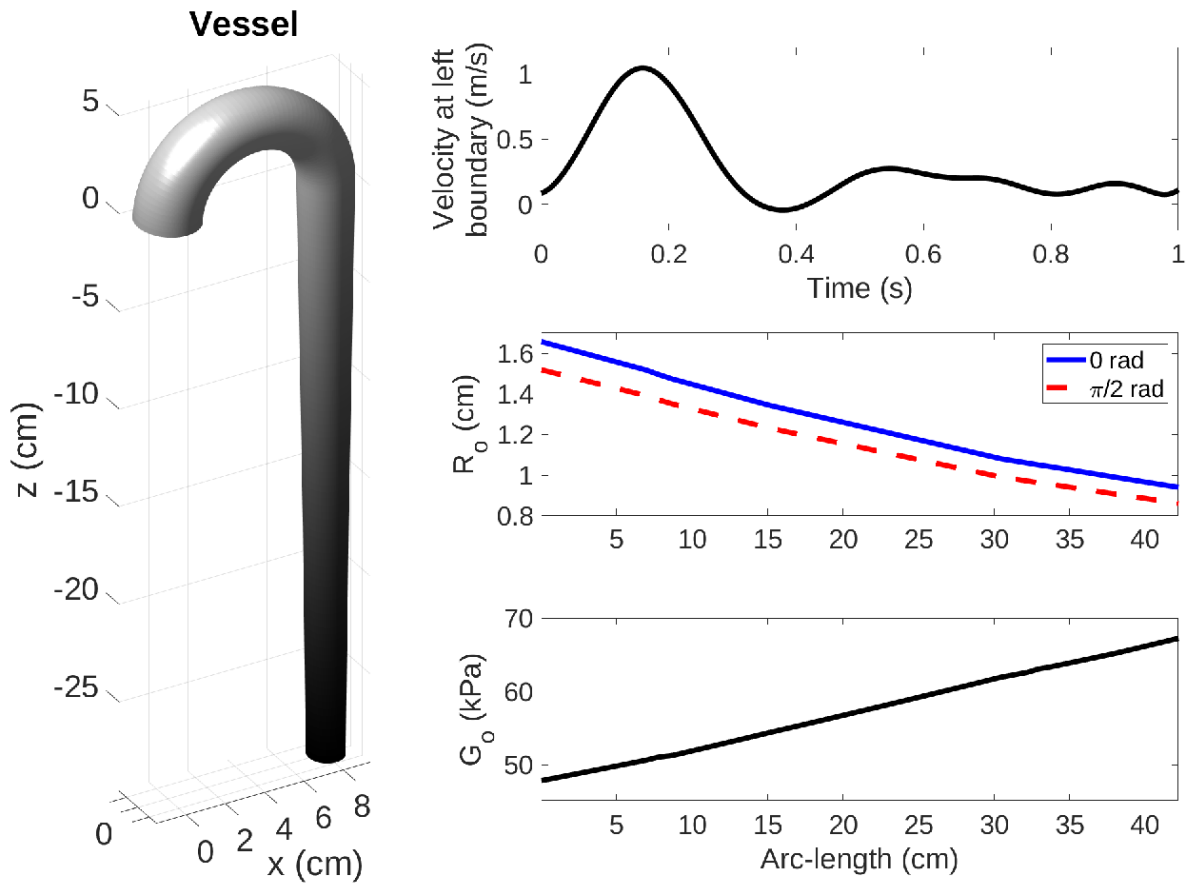 Vessel
5
0
-5
-10
-15
-20
-25
z (cm)
0
0 2 4 6 8
x (cm)
Velocity at left
boundary (m/s)
1
0.5
0
0 0.2 0.4 0.6 0.8 1
Time (s)
R₀ (cm)
1.6
1.4
1.2
1
0.8
0 rad
π/2 rad
5 10 15 20 25 30 35 40
G₀ (kPa)
70
60
50
5 10 15 20 25 30 35 40
Arc-length (cm)